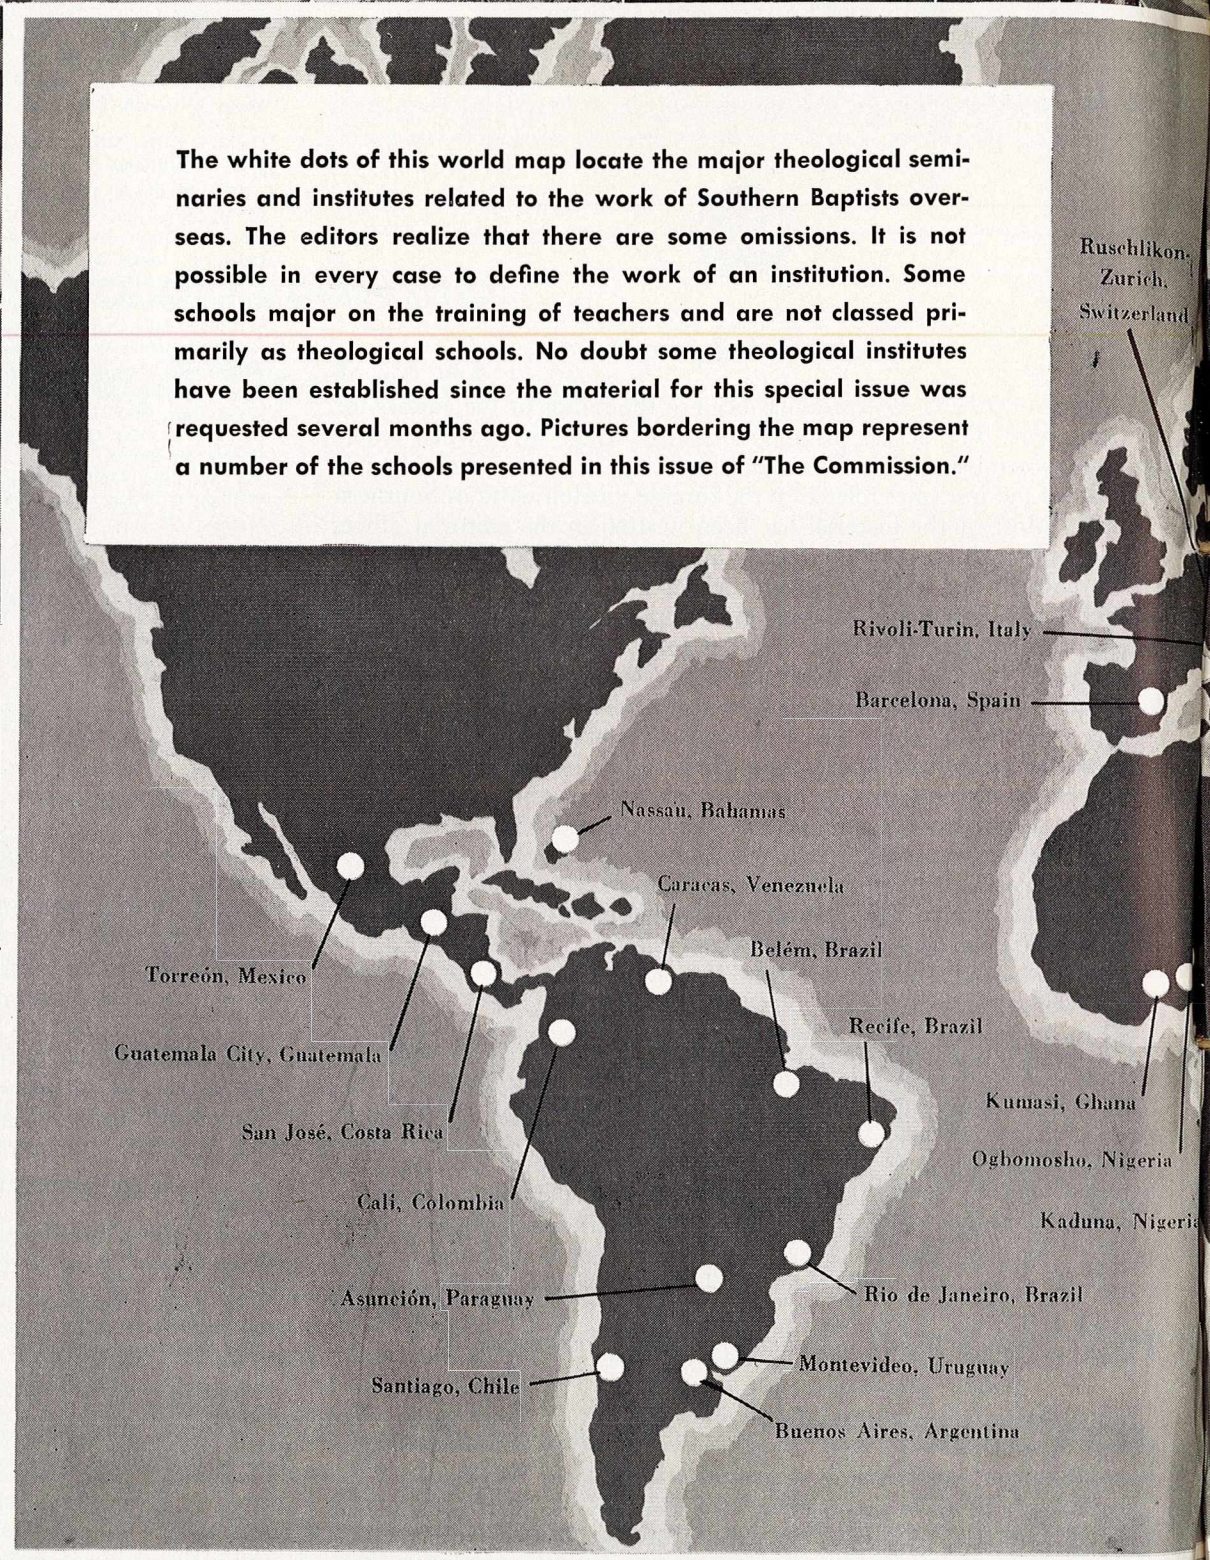 The white dots of this world map locate the major theological semi-
naries and institutes related to the work of Southern Baptists over-
seas. The editors realize that there are some omissions. It is not
possible in every case to define the work of an institution. Some
schools major on the training of teachers and are not classed pri-
marily as theological schools. No doubt some theological institutes
have been established since the material for this special issue was
requested several months ago. Pictures bordering the map represent
a number of the schools presented in this issue of "The Commission."
Ruschlikon-
Zurich,
Switzerland
Rivoli-Turin, Italy
Barcelona, Spain
Nassau, Bahamas
Caracas, Venezuela
Belém, Brazil
Torreón, Mexico
Recife, Brazil
Guatemala City, Guatemala
Kumasi, Ghana
San José, Costa Rica
Ogbomosho, Nigeria
Cali, Colombia
Kaduna, Nigeria
Asunción, Paraguay
Rio de Janeiro, Brazil
Montevideo, Uruguay
Santiago, Chile
Buenos Aires, Argentina